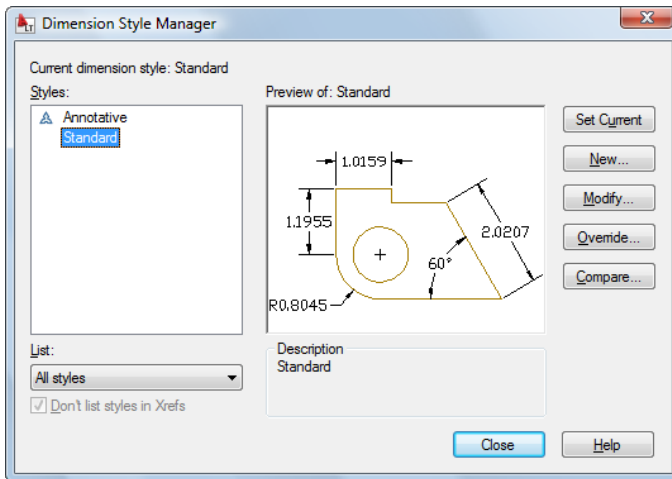 LT
Dimension Style Manager
X
Current dimension style: Standard
Styles:
Annotative
Standard
Preview of: Standard
1.0159
1.1955
2.0207
60°
R0.8045
Set Current
New...
Modify...
Override...
Compare...
List:
All styles
Don't list styles in Xrefs
Description
Standard
Close
Help